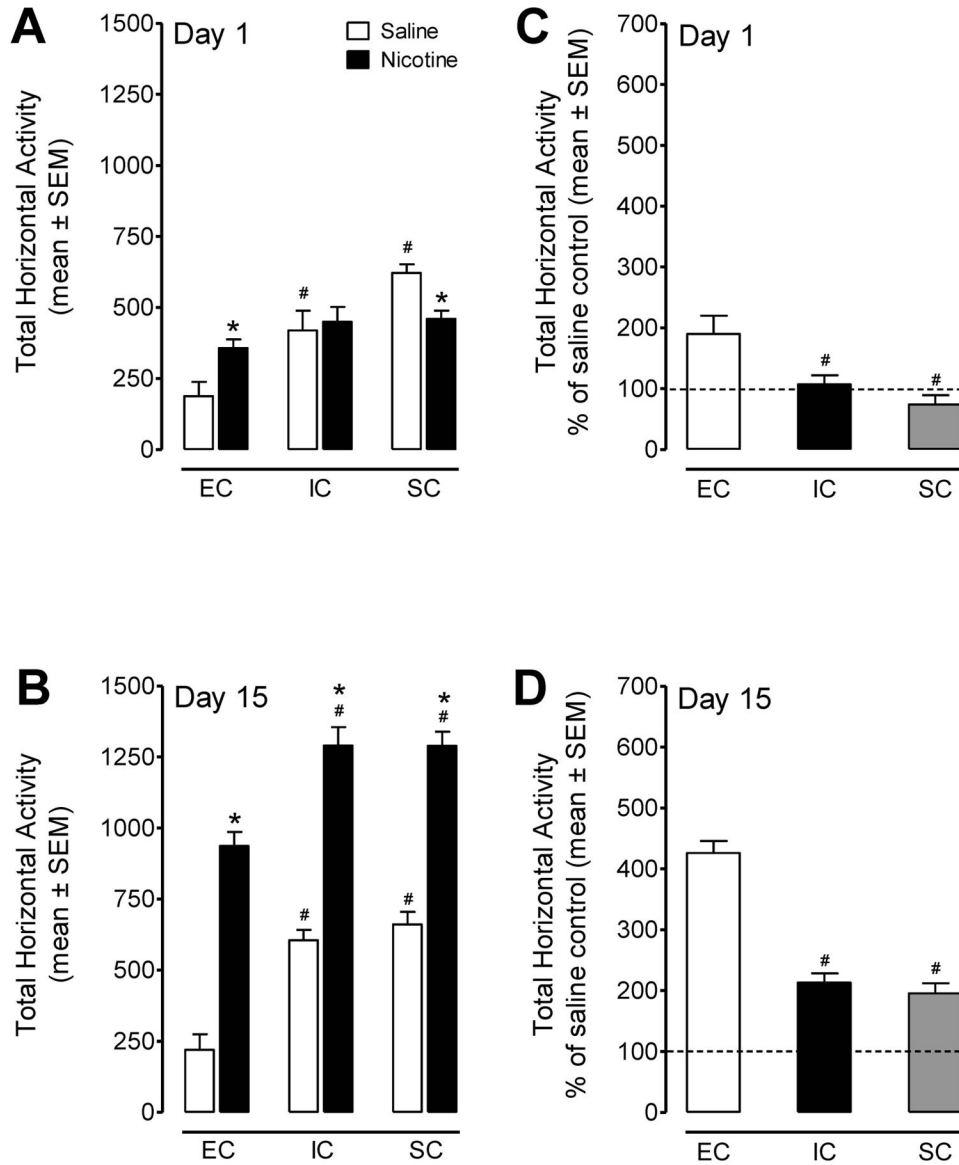 A
Day 1
Saline
Nicotine
Total Horizontal Activity
(mean ± SEM)
1500
1250
1000
750
500
250
0
*
#
#
*
EC
IC
SC
C
Day 1
Total Horizontal Activity
% of saline control (mean ± SEM)
700
600
500
400
300
200
100
0
#
#
EC
IC
SC
B
Day 15
Total Horizontal Activity
(mean ± SEM)
1500
1250
1000
750
500
250
0
*
#
*
#
#
*
#
EC
IC
SC
D
Day 15
Total Horizontal Activity
% of saline control (mean ± SEM)
700
600
500
400
300
200
100
0
#
#
EC
IC
SC